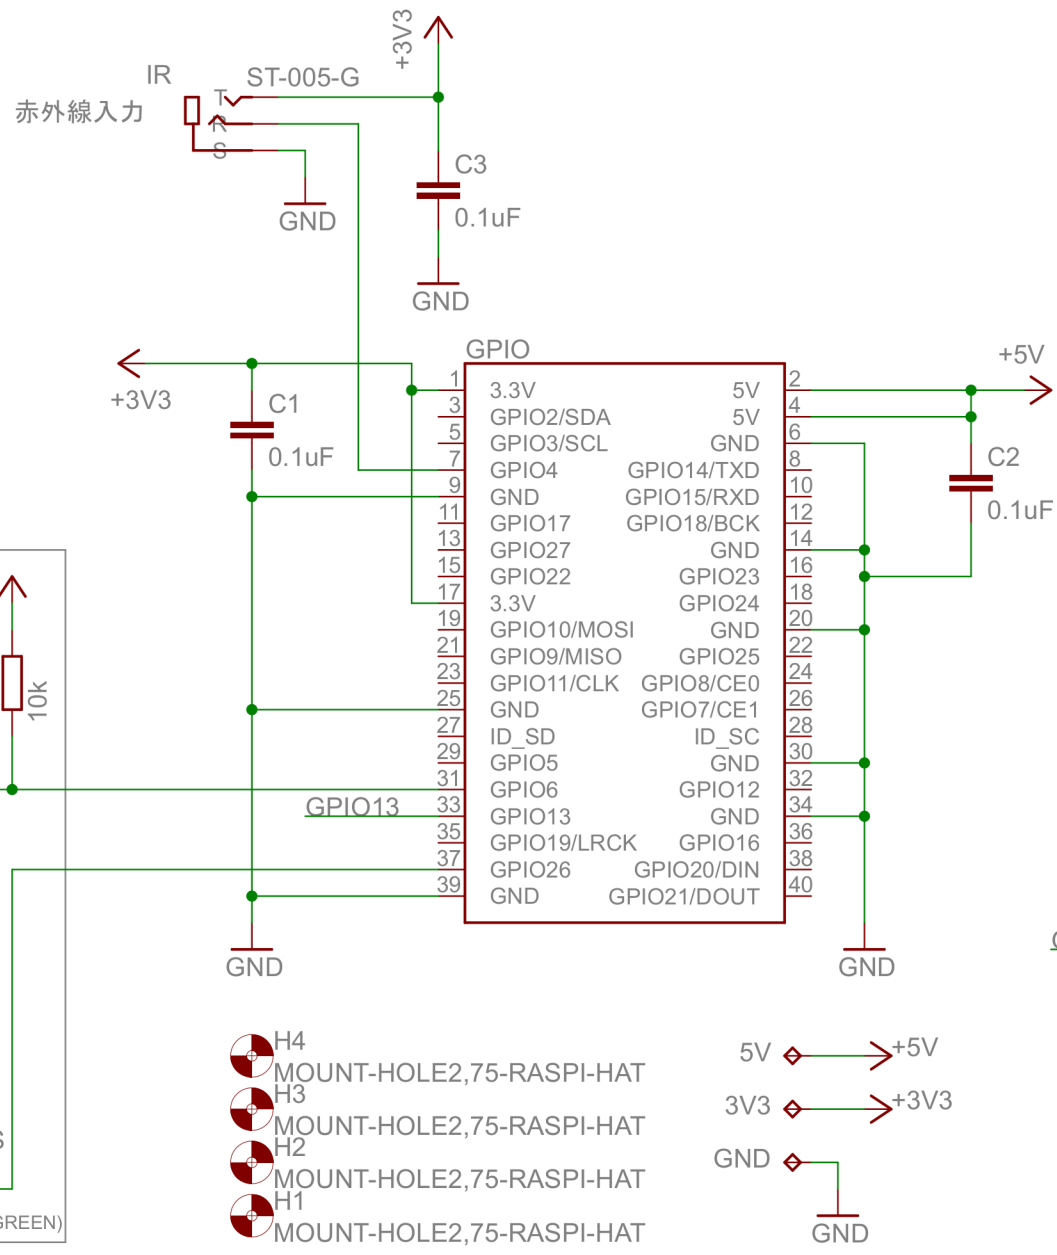 +3V3
IR
ST-005-G
赤外線入力
T
R
S
GND
C3
0.1uF
GND
GPIO
+5V
+3V3
C1
0.1uF
C2
0.1uF
1 3.3V 5V 2
3 GPIO2/SDA 5V 4
5 GPIO3/SCL GND 6
7 GPIO4 GPIO14/TXD 8
9 GND GPIO15/RXD 10
11 GPIO17 GPIO18/BCK 12
13 GPIO27 GND 14
15 GPIO22 GPIO23 16
17 3.3V GPIO24 18
19 GPIO10/MOSI GND 20
21 GPIO9/MISO GPIO25 22
23 GPIO11/CLK GPIO8/CE0 24
25 GND GPIO7/CE1 26
27 ID_SD ID_SC 28
29 GPIO5 GND 30
31 GPIO6 GPIO12 32
33 GPIO13 GND 34
35 GPIO19/LRCK GPIO16 36
37 GPIO26 GPIO20/DIN 38
39 GND GPIO21/DOUT 40
10k
GPIO13
GND
GND
H4
MOUNT-HOLE2,75-RASPI-HAT
H3
MOUNT-HOLE2,75-RASPI-HAT
H2
MOUNT-HOLE2,75-RASPI-HAT
H1
MOUNT-HOLE2,75-RASPI-HAT
5V +5V
3V3 +3V3
GND
GND
GREEN)